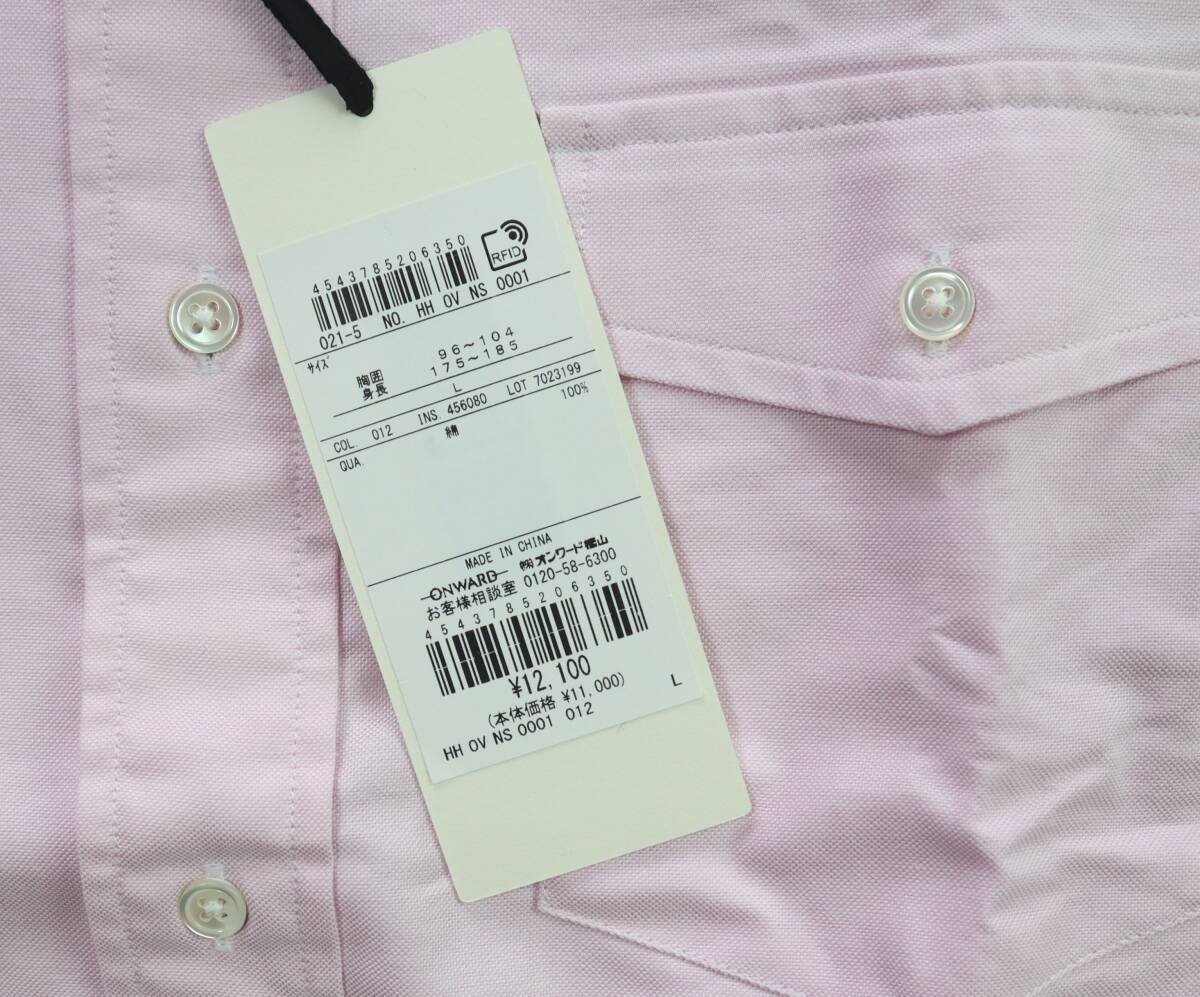 4543785206350
RFID
021-5 NO. HH OV NS 0001
サイズ
胸囲 96～104
身長 175～185
L
COL. 012 INS. 456080 LOT 7023199
QUA. 綿 100%
MADE IN CHINA
ONWARD ㈱オンワード樫山
お客様相談室 0120-58-6300
4543785206350
¥12,100
(本体価格 ¥11,000)
HH OV NS 0001 012 L